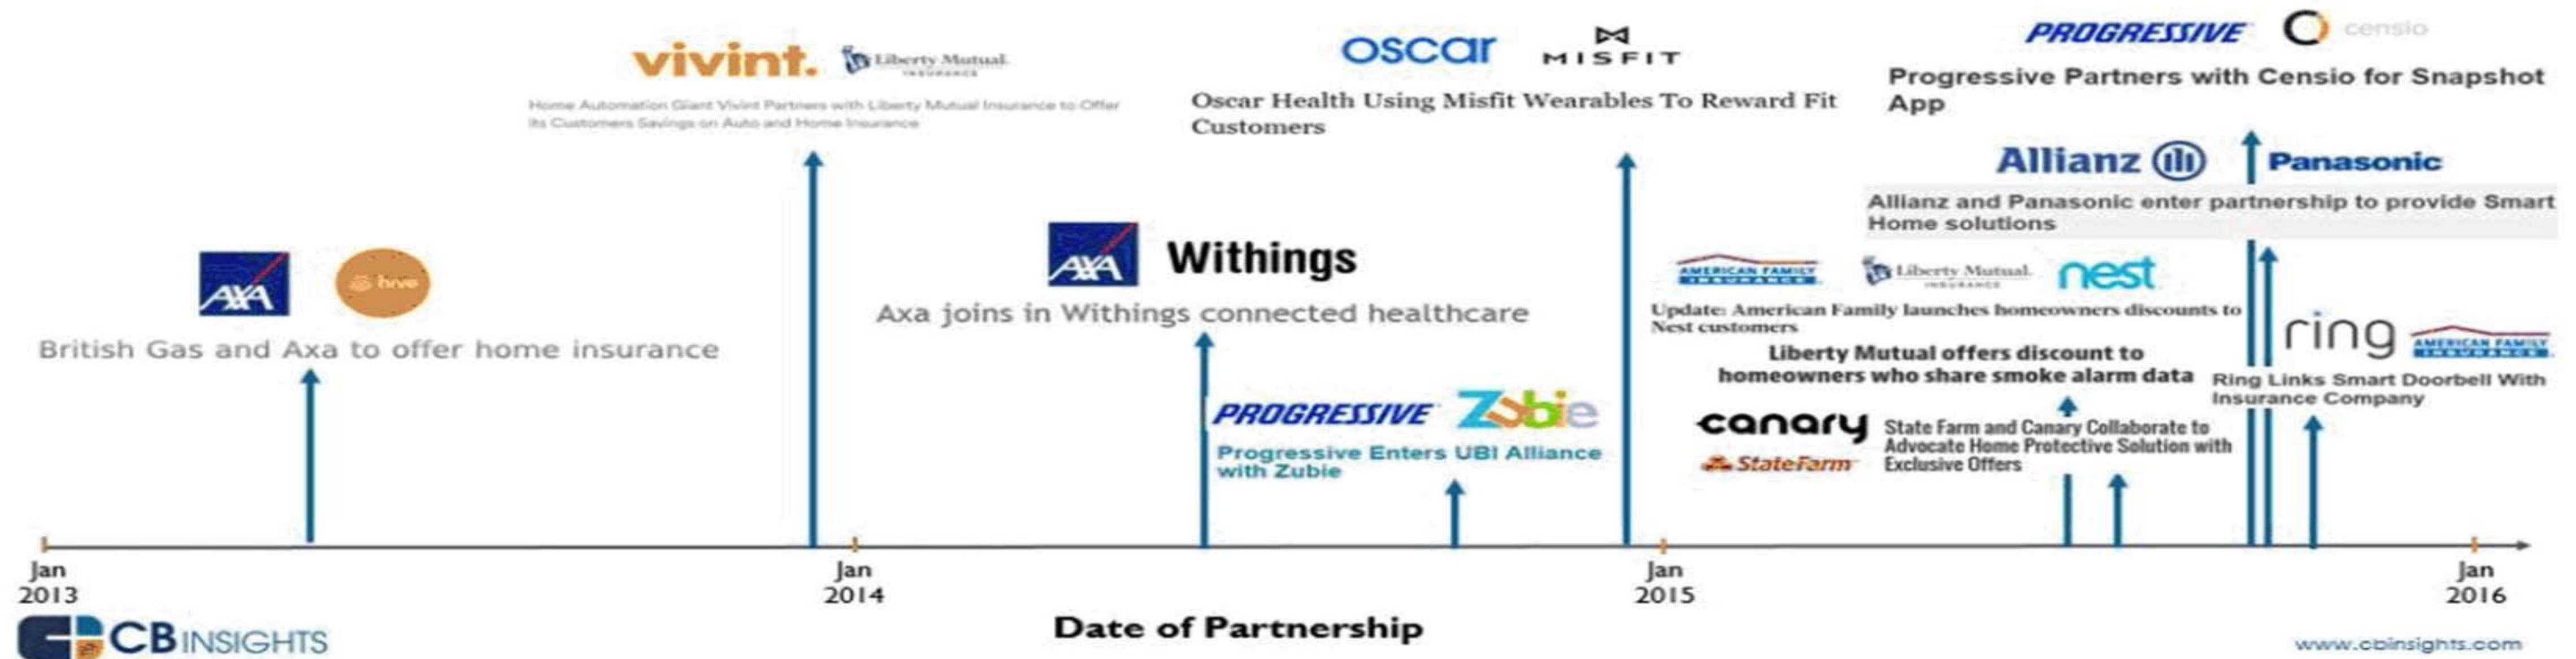 vivint.
Liberty Mutual.
INSURANCE
Home Automation Giant Vivint Partners with Liberty Mutual Insurance to Offer
Its Customers Savings on Auto and Home Insurance
oscar
MISFIT
Oscar Health Using Misfit Wearables To Reward Fit
Customers
PROGRESSIVE
censio
Progressive Partners with Censio for Snapshot
App
Allianz
Panasonic
Allianz and Panasonic enter partnership to provide Smart
Home solutions
AXA
hive
British Gas and Axa to offer home insurance
AXA
Withings
Axa joins in Withings connected healthcare
PROGRESSIVE
Zubie
Progressive Enters UBI Alliance
with Zubie
AMERICAN FAMILY
INSURANCE
Liberty Mutual.
INSURANCE
nest
Update: American Family launches homeowners discounts to
Nest customers
Liberty Mutual offers discount to
homeowners who share smoke alarm data
canary
StateFarm
State Farm and Canary Collaborate to
Advocate Home Protective Solution with
Exclusive Offers
ring
AMERICAN FAMILY
INSURANCE
Ring Links Smart Doorbell With
Insurance Company
Jan
2013
Jan
2014
Jan
2015
Jan
2016
Date of Partnership
CBINSIGHTS
www.cbinsights.com